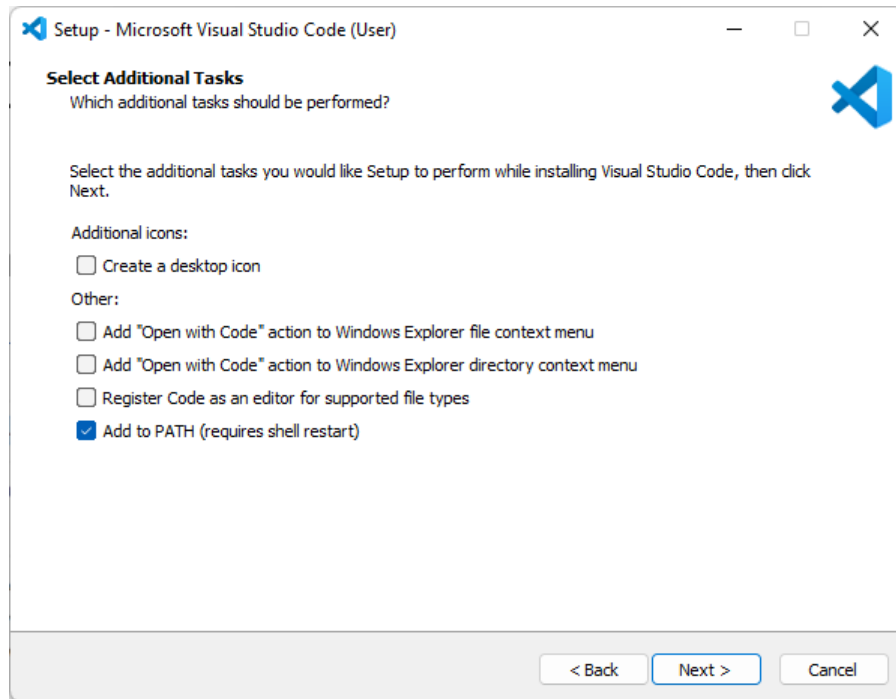 Setup - Microsoft Visual Studio Code (User)
Select Additional Tasks
Which additional tasks should be performed?
Select the additional tasks you would like Setup to perform while installing Visual Studio Code, then click
Next.
Additional icons:
Create a desktop icon
Other:
Add "Open with Code" action to Windows Explorer file context menu
Add "Open with Code" action to Windows Explorer directory context menu
Register Code as an editor for supported file types
Add to PATH (requires shell restart)
< Back Next > Cancel